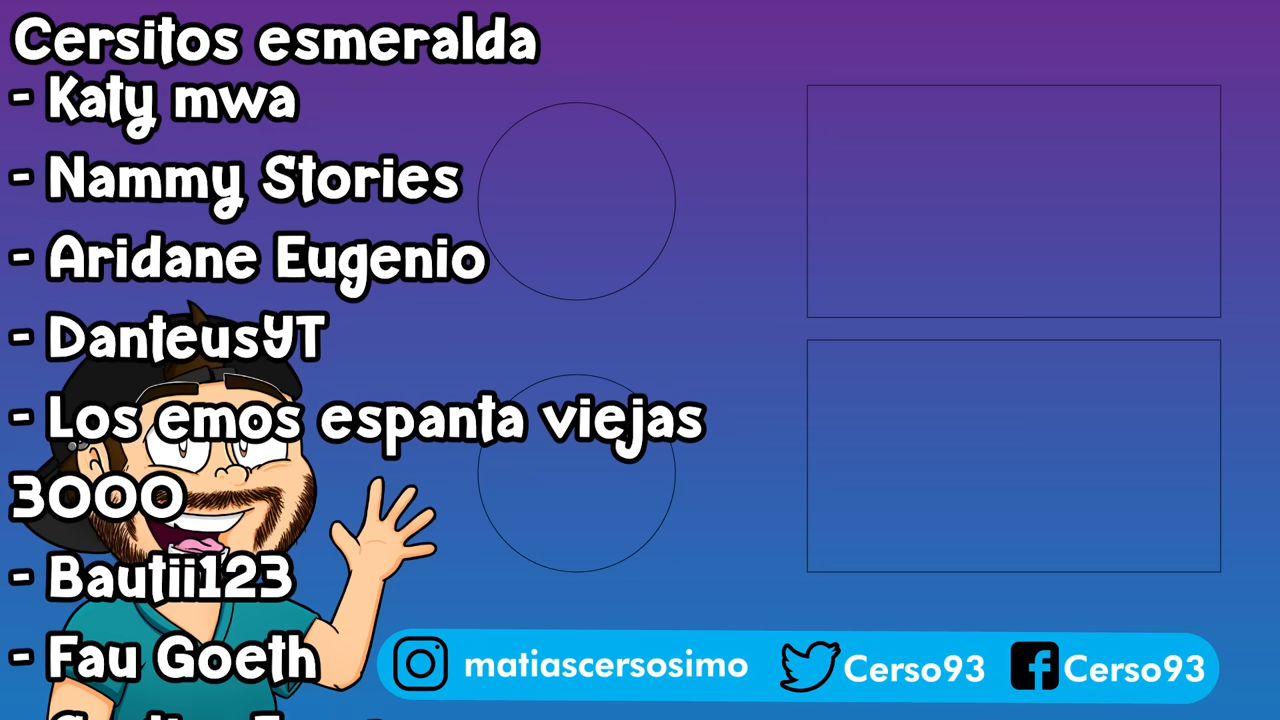 Cersitos esmeralda
- Katy mwa
- Nammy Stories
- Aridane Eugenio
- DanteusYT
- Los emos espanta viejas
3000
- Bautii123
- Fau Goeth
matiascersosimo Cerso93 Cerso93